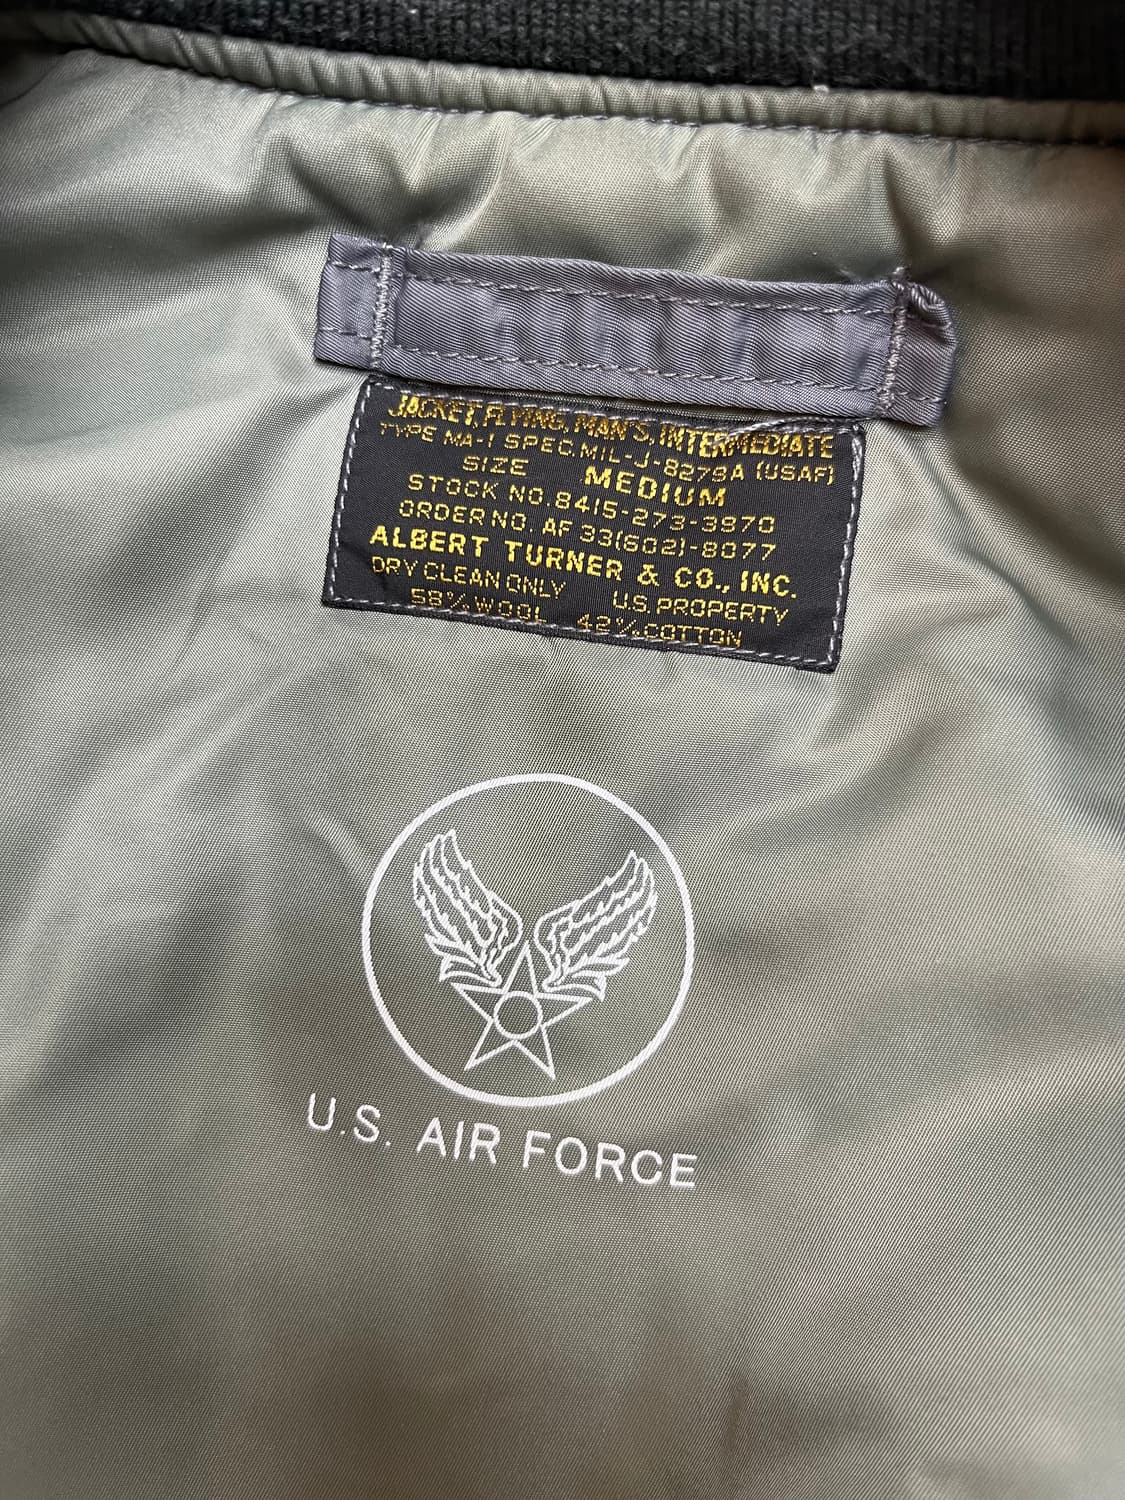 JACKET, FLYING, MAN'S, INTERMEDIATE
TYPE MA-1 SPEC. MIL-J-8279A (USAF)
SIZE MEDIUM
STOCK NO. 8415-273-3970
ORDER NO. AF 33(602)-8077
ALBERT TURNER & CO., INC.
DRY CLEAN ONLY U.S. PROPERTY
58% WOOL 42% COTTON
U.S. AIR FORCE